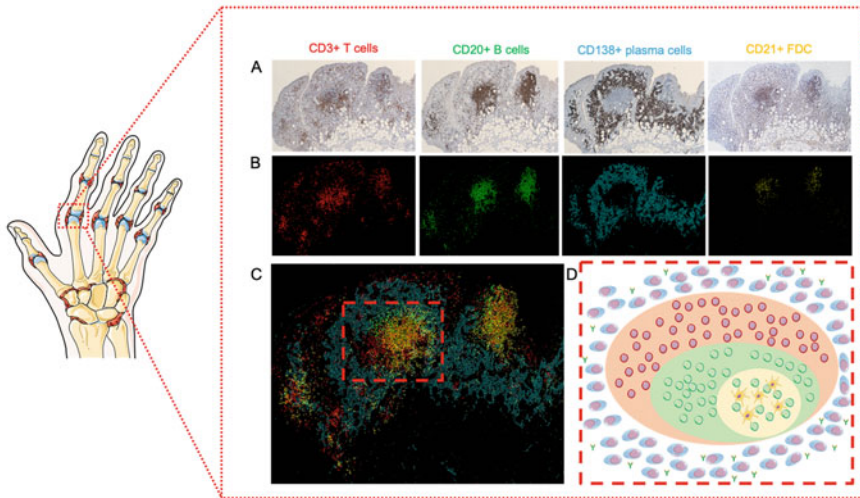 CD3+ T cells CD20+ B cells CD138+ plasma cells CD21+ FDC
A
B
C D
Y Y Y Y Y Y Y Y Y Y Y Y Y Y